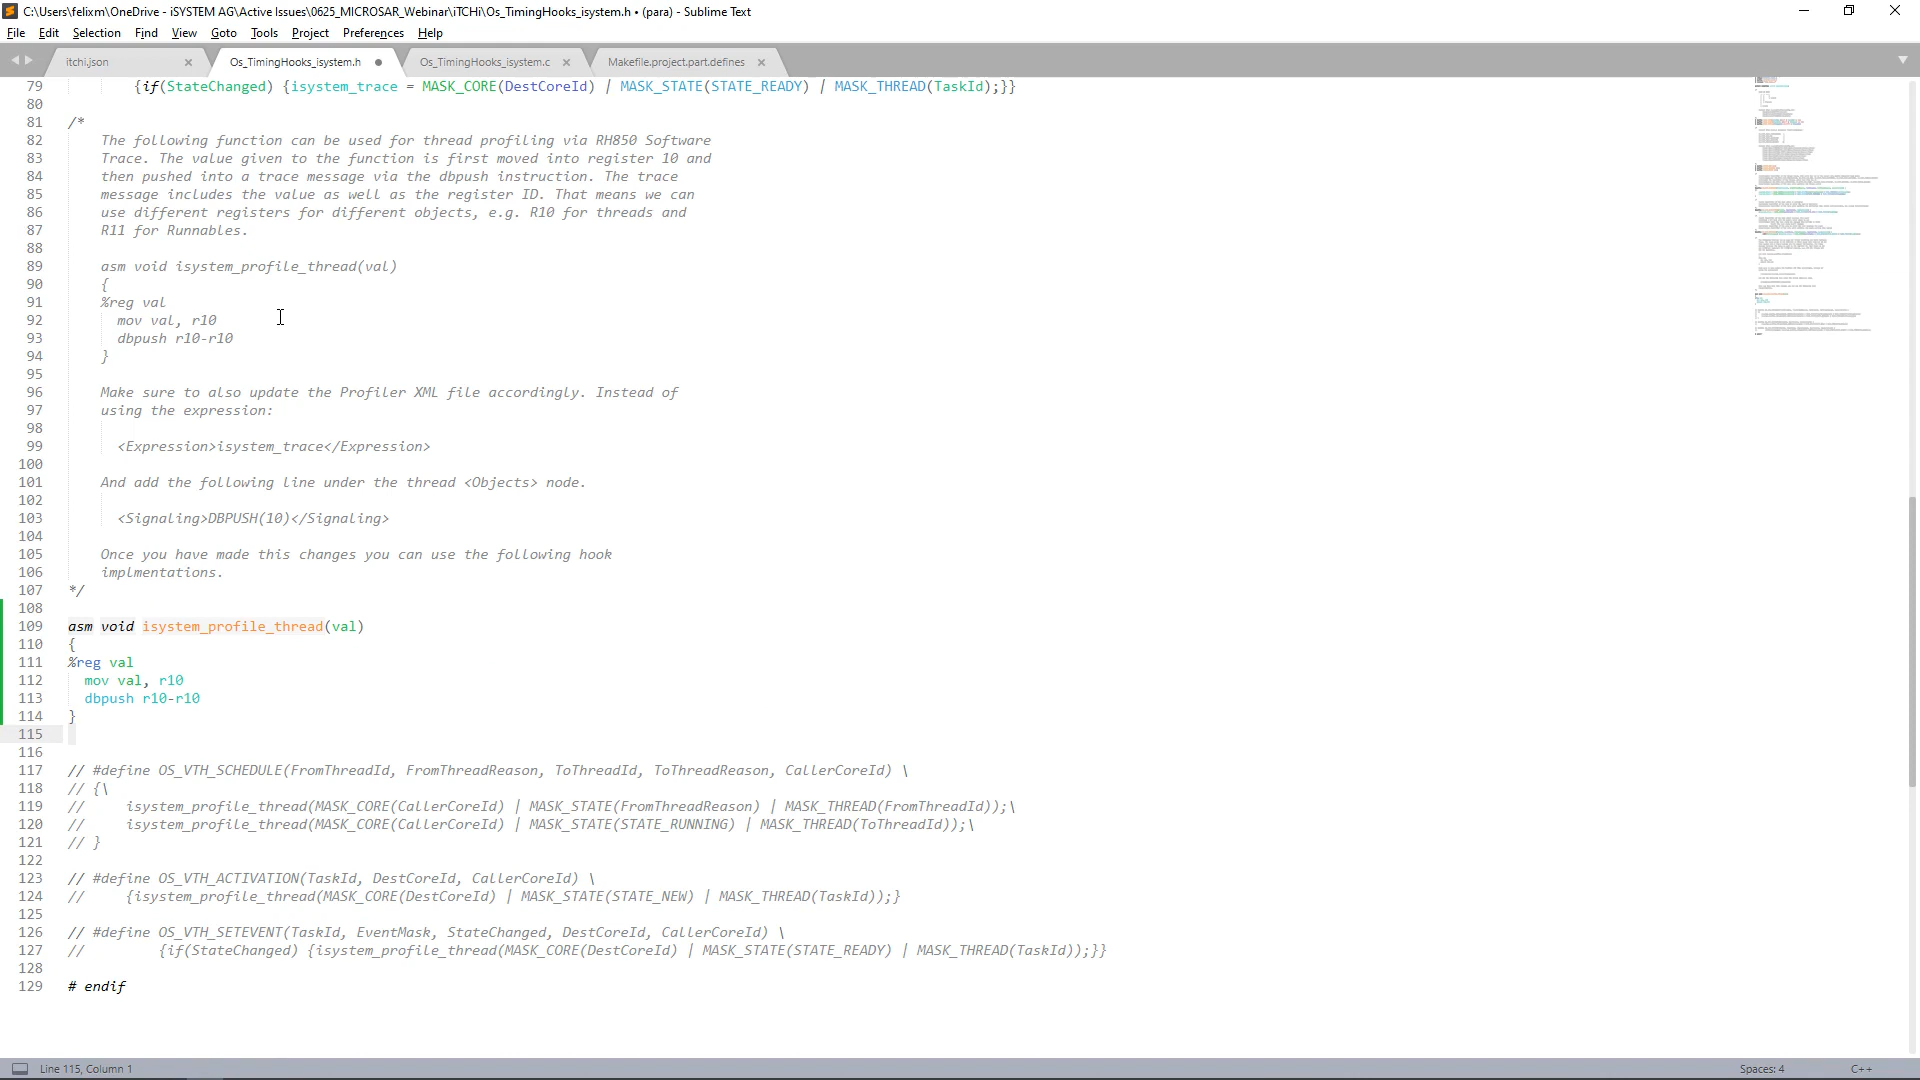 C:\Users\felixm\OneDrive - iSYSTEM AG\Active Issues\0625_MICROSAR_Webinar\iTCHi\Os_TimingHooks_isystem.h • (para) - Sublime Text
File Edit Selection Find View Goto Tools Project Preferences Help
itchi.json Os_TimingHooks_isystem.h Os_TimingHooks_isystem.c Makefile.project.part.defines
79 {if(StateChanged) {isystem_trace = MASK_CORE(DestCoreId) | MASK_STATE(STATE_READY) | MASK_THREAD(TaskId);}}
80
81 /*
82 The following function can be used for thread profiling via RH850 Software
83 Trace. The value given to the function is first moved into register 10 and
84 then pushed into a trace message via the dbpush instruction. The trace
85 message includes the value as well as the register ID. That means we can
86 use different registers for different objects, e.g. R10 for threads and
87 R11 for Runnables.
88
89 asm void isystem_profile_thread(val)
90 {
91 %reg val
92 mov val, r10
93 dbpush r10-r10
94 }
95
96 Make sure to also update the Profiler XML file accordingly. Instead of
97 using the expression:
98
99 <Expression>isystem_trace</Expression>
100
101 And add the following line under the thread <Objects> node.
102
103 <Signaling>DBPUSH(10)</Signaling>
104
105 Once you have made this changes you can use the following hook
106 implmentations.
107 */
108
109 asm void isystem_profile_thread(val)
110 {
111 %reg val
112 mov val, r10
113 dbpush r10-r10
114 }
115
116
117 // #define OS_VTH_SCHEDULE(FromThreadId, FromThreadReason, ToThreadId, ToThreadReason, CallerCoreId) \
118 // {\
119 // isystem_profile_thread(MASK_CORE(CallerCoreId) | MASK_STATE(FromThreadReason) | MASK_THREAD(FromThreadId));\
120 // isystem_profile_thread(MASK_CORE(CallerCoreId) | MASK_STATE(STATE_RUNNING) | MASK_THREAD(ToThreadId));\
121 // }
122
123 // #define OS_VTH_ACTIVATION(TaskId, DestCoreId, CallerCoreId) \
124 // {isystem_profile_thread(MASK_CORE(DestCoreId) | MASK_STATE(STATE_NEW) | MASK_THREAD(TaskId));}
125
126 // #define OS_VTH_SETEVENT(TaskId, EventMask, StateChanged, DestCoreId, CallerCoreId) \
127 // {if(StateChanged) {isystem_profile_thread(MASK_CORE(DestCoreId) | MASK_STATE(STATE_READY) | MASK_THREAD(TaskId));}}
128
129 # endif
Line 115, Column 1 Spaces: 4 C++